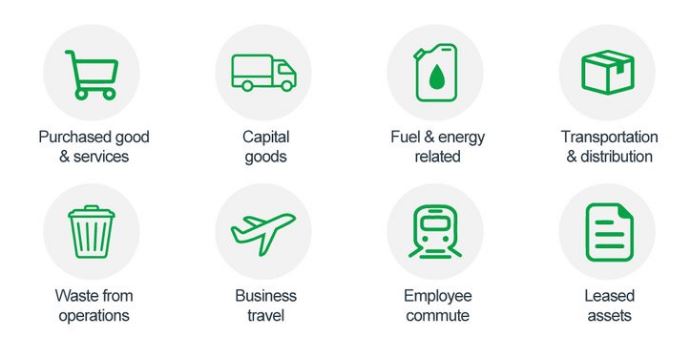 Purchased good
& services
Capital
goods
Fuel & energy
related
Transportation
& distribution
Waste from
operations
Business
travel
Employee
commute
Leased
assets